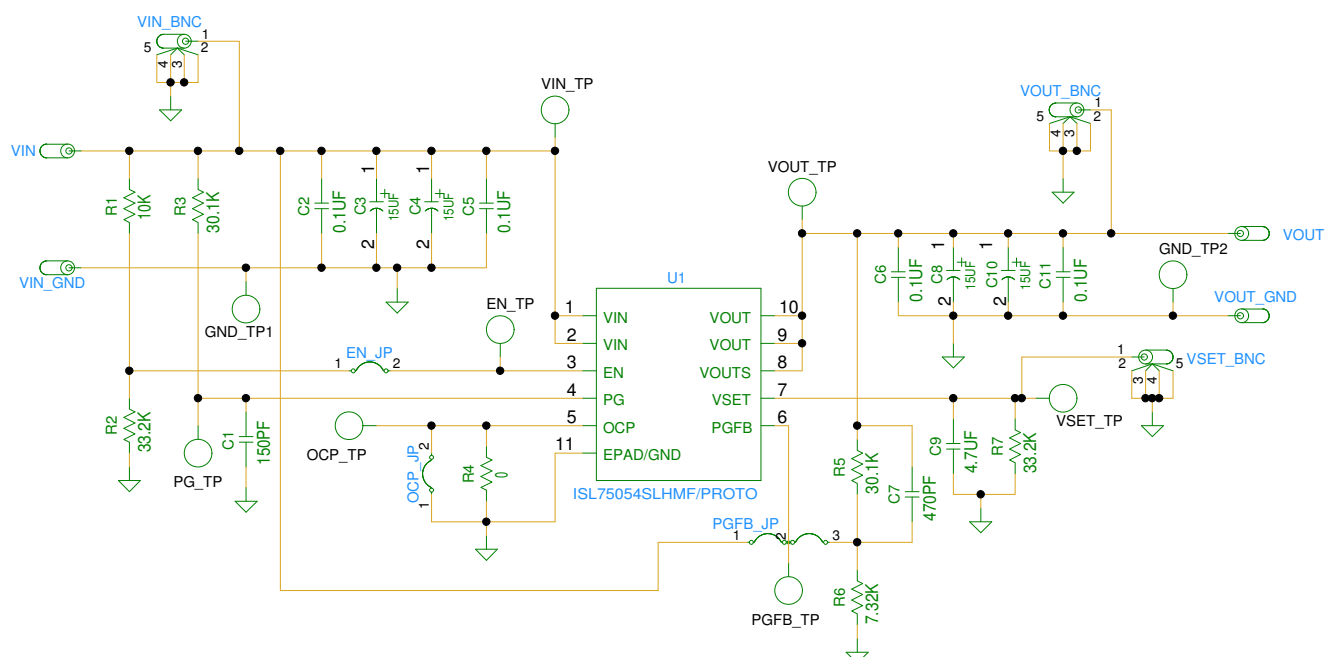 VIN_BNC
1
5
2
4
3
VIN_TP
VOUT_BNC
1
5
2
4
3
VIN
VOUT_TP
R1
10K
R3
30.1K
C2
0.1UF
1
C3
15UF
2
1
C4
15UF
2
C5
0.1UF
VIN_GND
GND_TP1
VOUT
GND_TP2
C6
0.1UF
1
C8
15UF
2
1
C10
15UF
2
C11
0.1UF
VOUT_GND
U1
EN_TP
EN_JP
1
2
1 VIN VOUT 10
2 VIN VOUT 9
3 EN VOUTS 8
4 PG VSET 7
5 OCP PGFB 6
11 EPAD/GND
ISL75054SLHMF/PROTO
1
2
5
3
4
VSET_BNC
VSET_TP
R2
33.2K
PG_TP
C1
150PF
OCP_TP
OCP_JP
2
1
R4
0
C9
4.7UF
R7
33.2K
R5
30.1K
C7
470PF
PGFB_JP
1
2
3
PGFB_TP
R6
7.32K